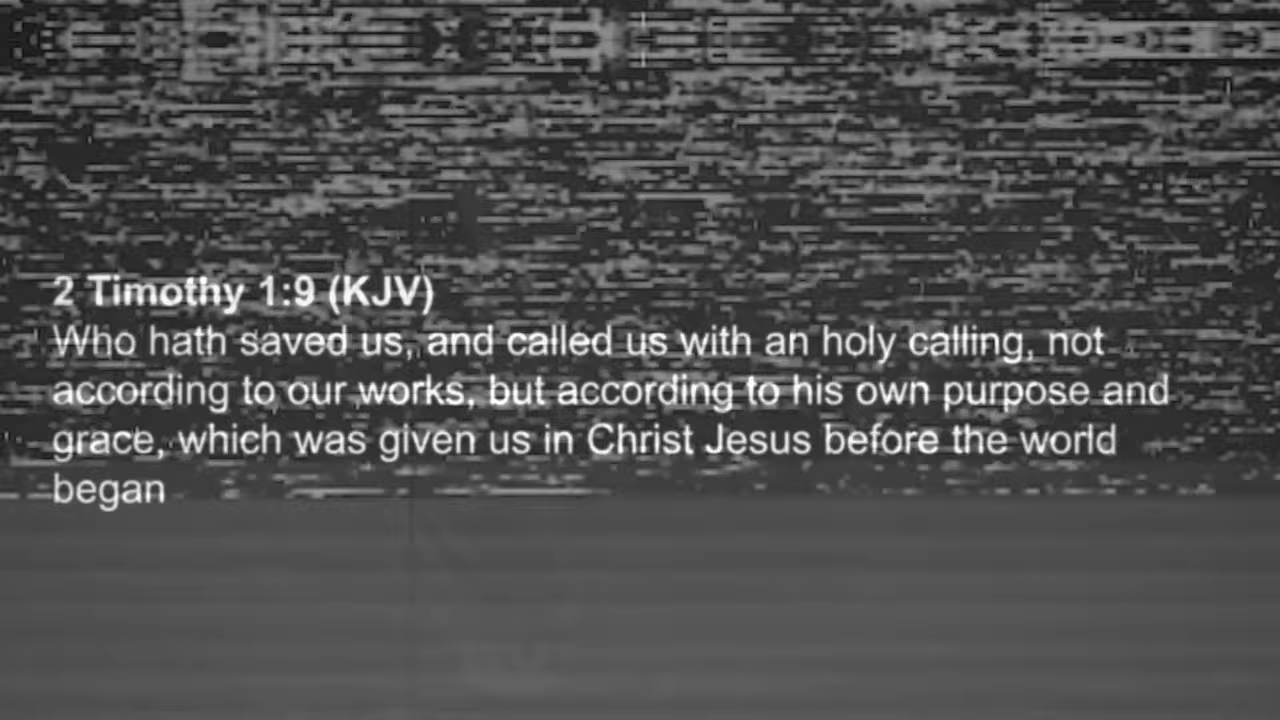 2 Timothy 1:9 (KJV)
Who hath saved us, and called us with an holy calling, not
according to our works, but according to his own purpose and
grace, which was given us in Christ Jesus before the world
began